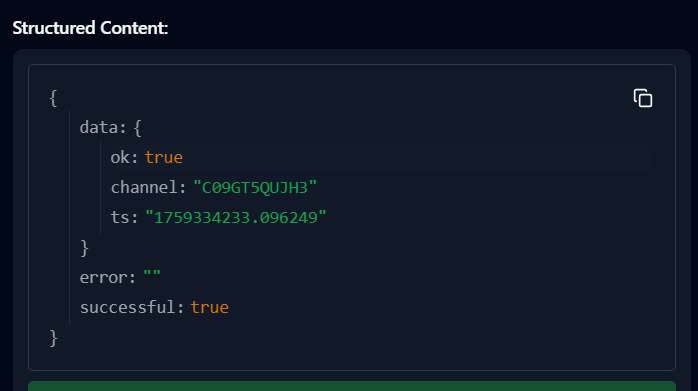 Structured Content:
{
data: {
ok: true
channel: "C09GT5QUJH3"
ts: "1759334233.096249"
}
error: ""
successful: true
}